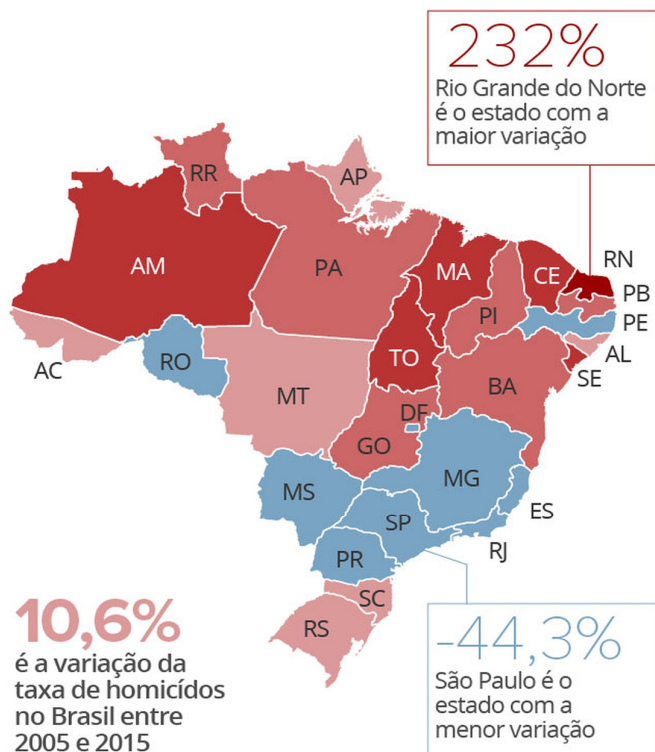 232%
Rio Grande do Norte
é o estado com a
maior variação
RR
AP
AM
PA
MA
CE
RN
PB
PI
PE
AC
RO
TO
AL
SE
MT
BA
DF
GO
MS
MG
ES
SP
RJ
PR
SC
RS
10,6%
é a variação da
taxa de homicídos
no Brasil entre
2005 e 2015
-44,3%
São Paulo é o
estado com a
menor variação